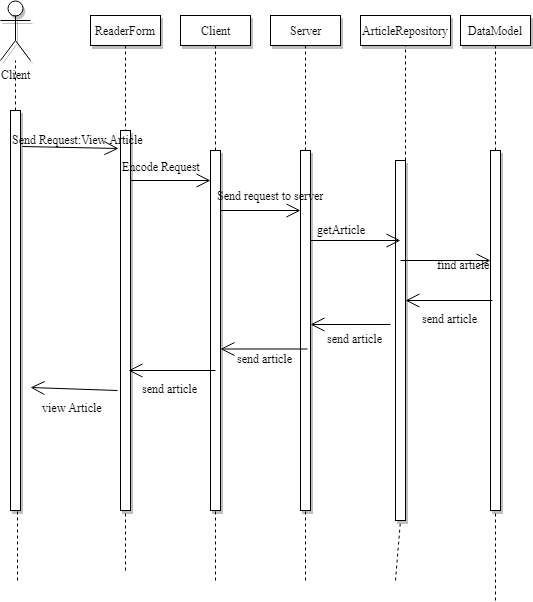 ReaderForm
Client
Server
ArticleRepository
DataModel
Client
Send Request:View Article
Encode Request
Send request to server
getArticle
find article
send article
send article
send article
send article
view Article